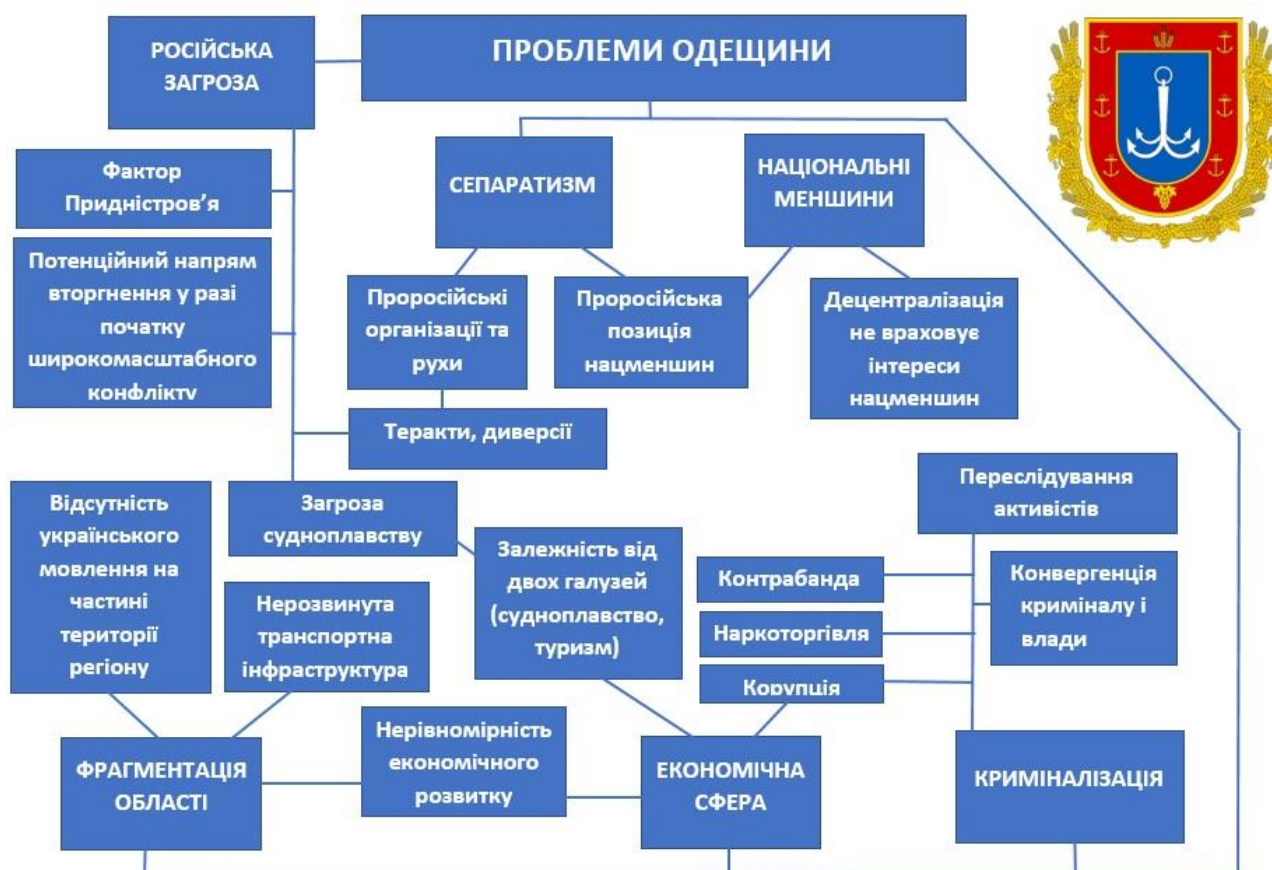 РОСІЙСЬКА
ЗАГРОЗА
ПРОБЛЕМИ ОДЕЩИНИ
Фактор
Придністров’я
СЕПАРАТИЗМ
НАЦІОНАЛЬНІ
МЕНШИНИ
Потенційний напрям
вторгнення у разі
початку
широкомасштабного
конфлікту
Проросійські
організації та
рухи
Проросійська
позиція
нацменшин
Децентралізація
не враховує
інтереси
нацменшин
Теракти, диверсії
Відсутність
українського
мовлення на
частині
території
регіону
Загроза
судноплавству
Нерозвинута
транспортна
інфраструктура
Залежність від
двох галузей
(судноплавство,
туризм)
Переслідування
активістів
Контрабанда
Наркоторгівля
Корупція
Конвергенція
криміналу і
влади
ФРАГМЕНТАЦІЯ
ОБЛАСТІ
Нерівномірність
економічного
розвитку
ЕКОНОМІЧНА
СФЕРА
КРИМІНАЛІЗАЦІЯ